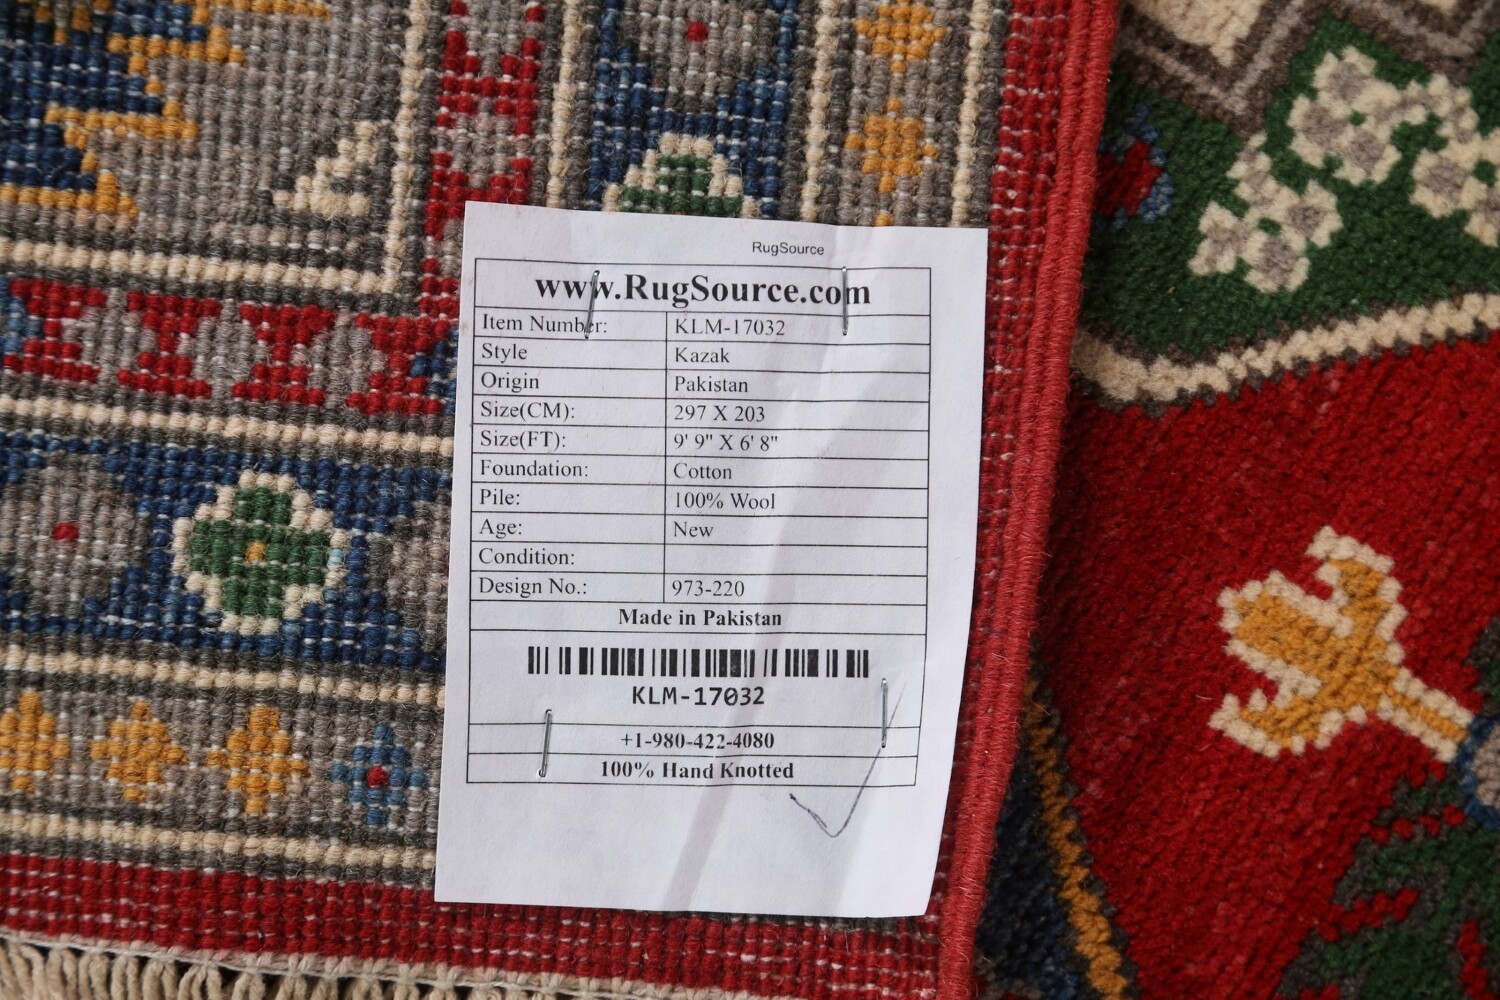 RugSource
www.RugSource.com
Item Number: KLM-17032
Style Kazak
Origin Pakistan
Size(CM): 297 X 203
Size(FT): 9' 9" X 6' 8"
Foundation: Cotton
Pile: 100% Wool
Age: New
Condition:
Design No.: 973-220
Made in Pakistan
KLM-17032
+1-980-422-4080
100% Hand Knotted